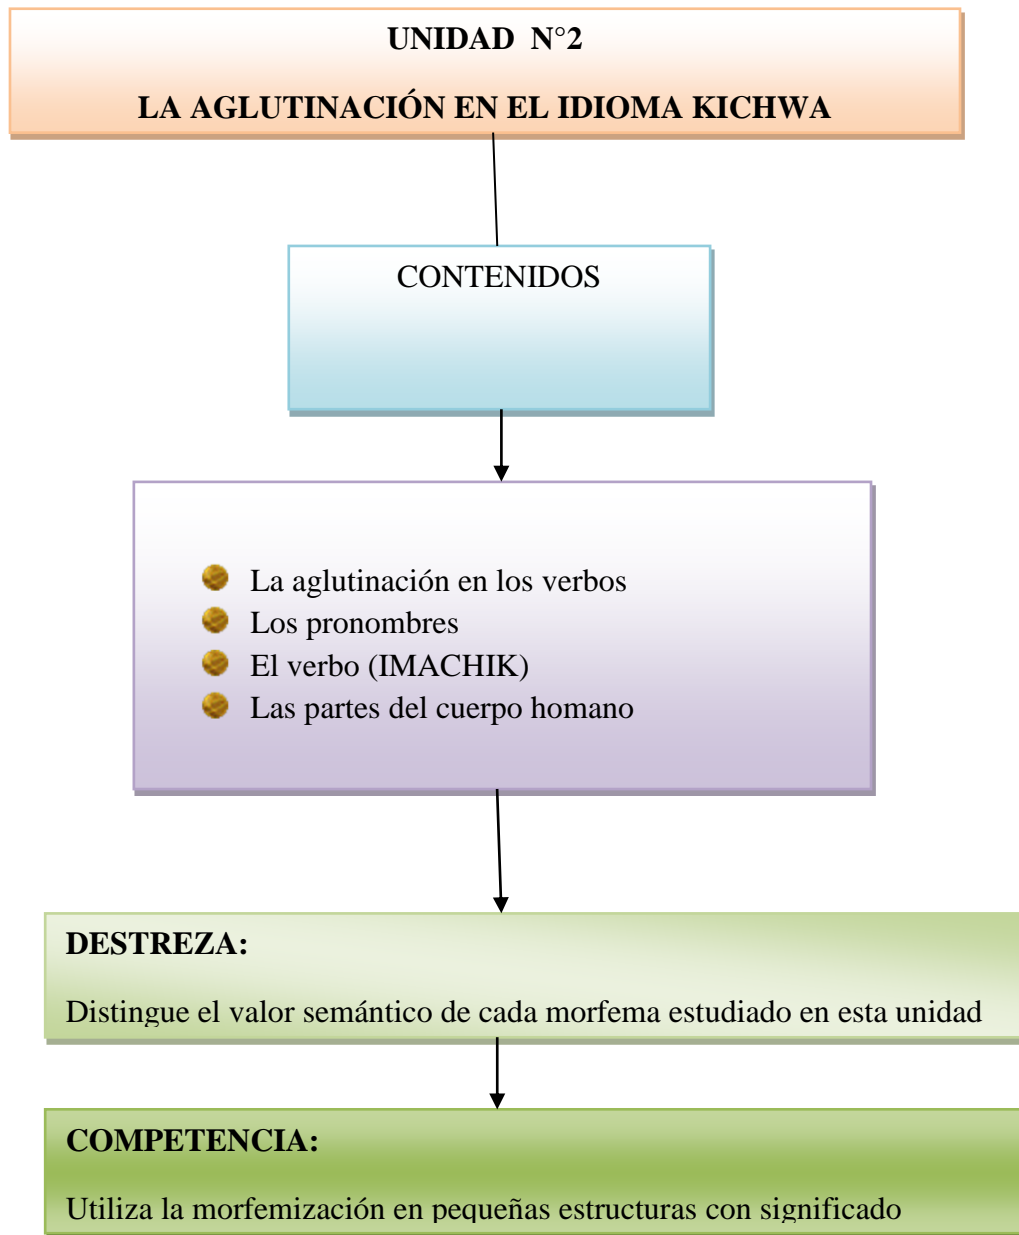 UNIDAD N°2
LA AGLUTINACIÓN EN EL IDIOMA KICHWA
CONTENIDOS
La aglutinación en los verbos
Los pronombres
El verbo (IMACHIK)
Las partes del cuerpo homano
DESTREZA:
Distingue el valor semántico de cada morfema estudiado en esta unidad
COMPETENCIA:
Utiliza la morfemización en pequeñas estructuras con significado